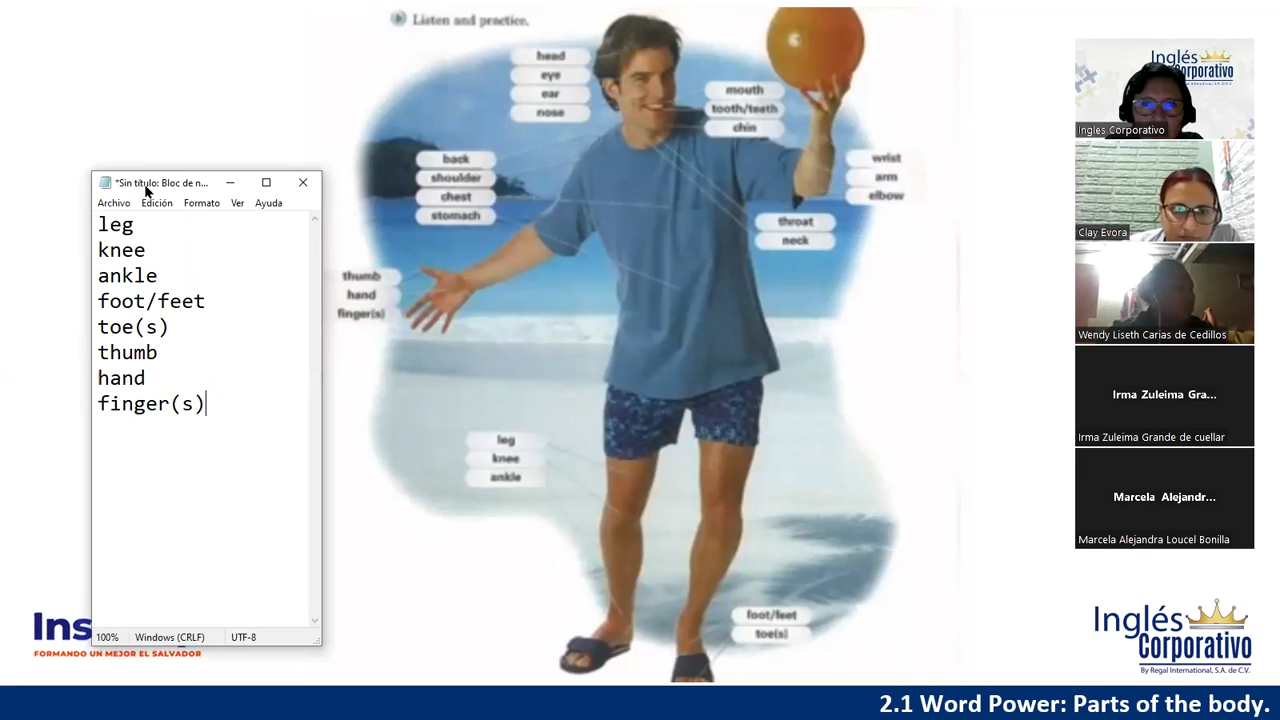 Listen and practice.
head
eye
ear
nose
mouth
tooth/teeth
chin
back
shoulder
chest
stomach
wrist
arm
elbow
throat
neck
thumb
hand
finger(s)
leg
knee
ankle
foot/feet
toe(s)
*Sin título: Bloc de n...
Archivo Edición Formato Ver Ayuda
leg
knee
ankle
foot/feet
toe(s)
thumb
hand
finger(s)
100% Windows (CRLF) UTF-8
Ins
FORMANDO UN MEJOR EL SALVADOR
Inglés
Corporativo
Ingles Corporativo
Clay Evora
Wendy Liseth Carias de Cedillos
Irma Zuleima Gra...
Irma Zuleima Grande de cuellar
Marcela Alejandr...
Marcela Alejandra Loucel Bonilla
Inglés
Corporativo
By Regal International, S.A. de C.V.
2.1 Word Power: Parts of the body.